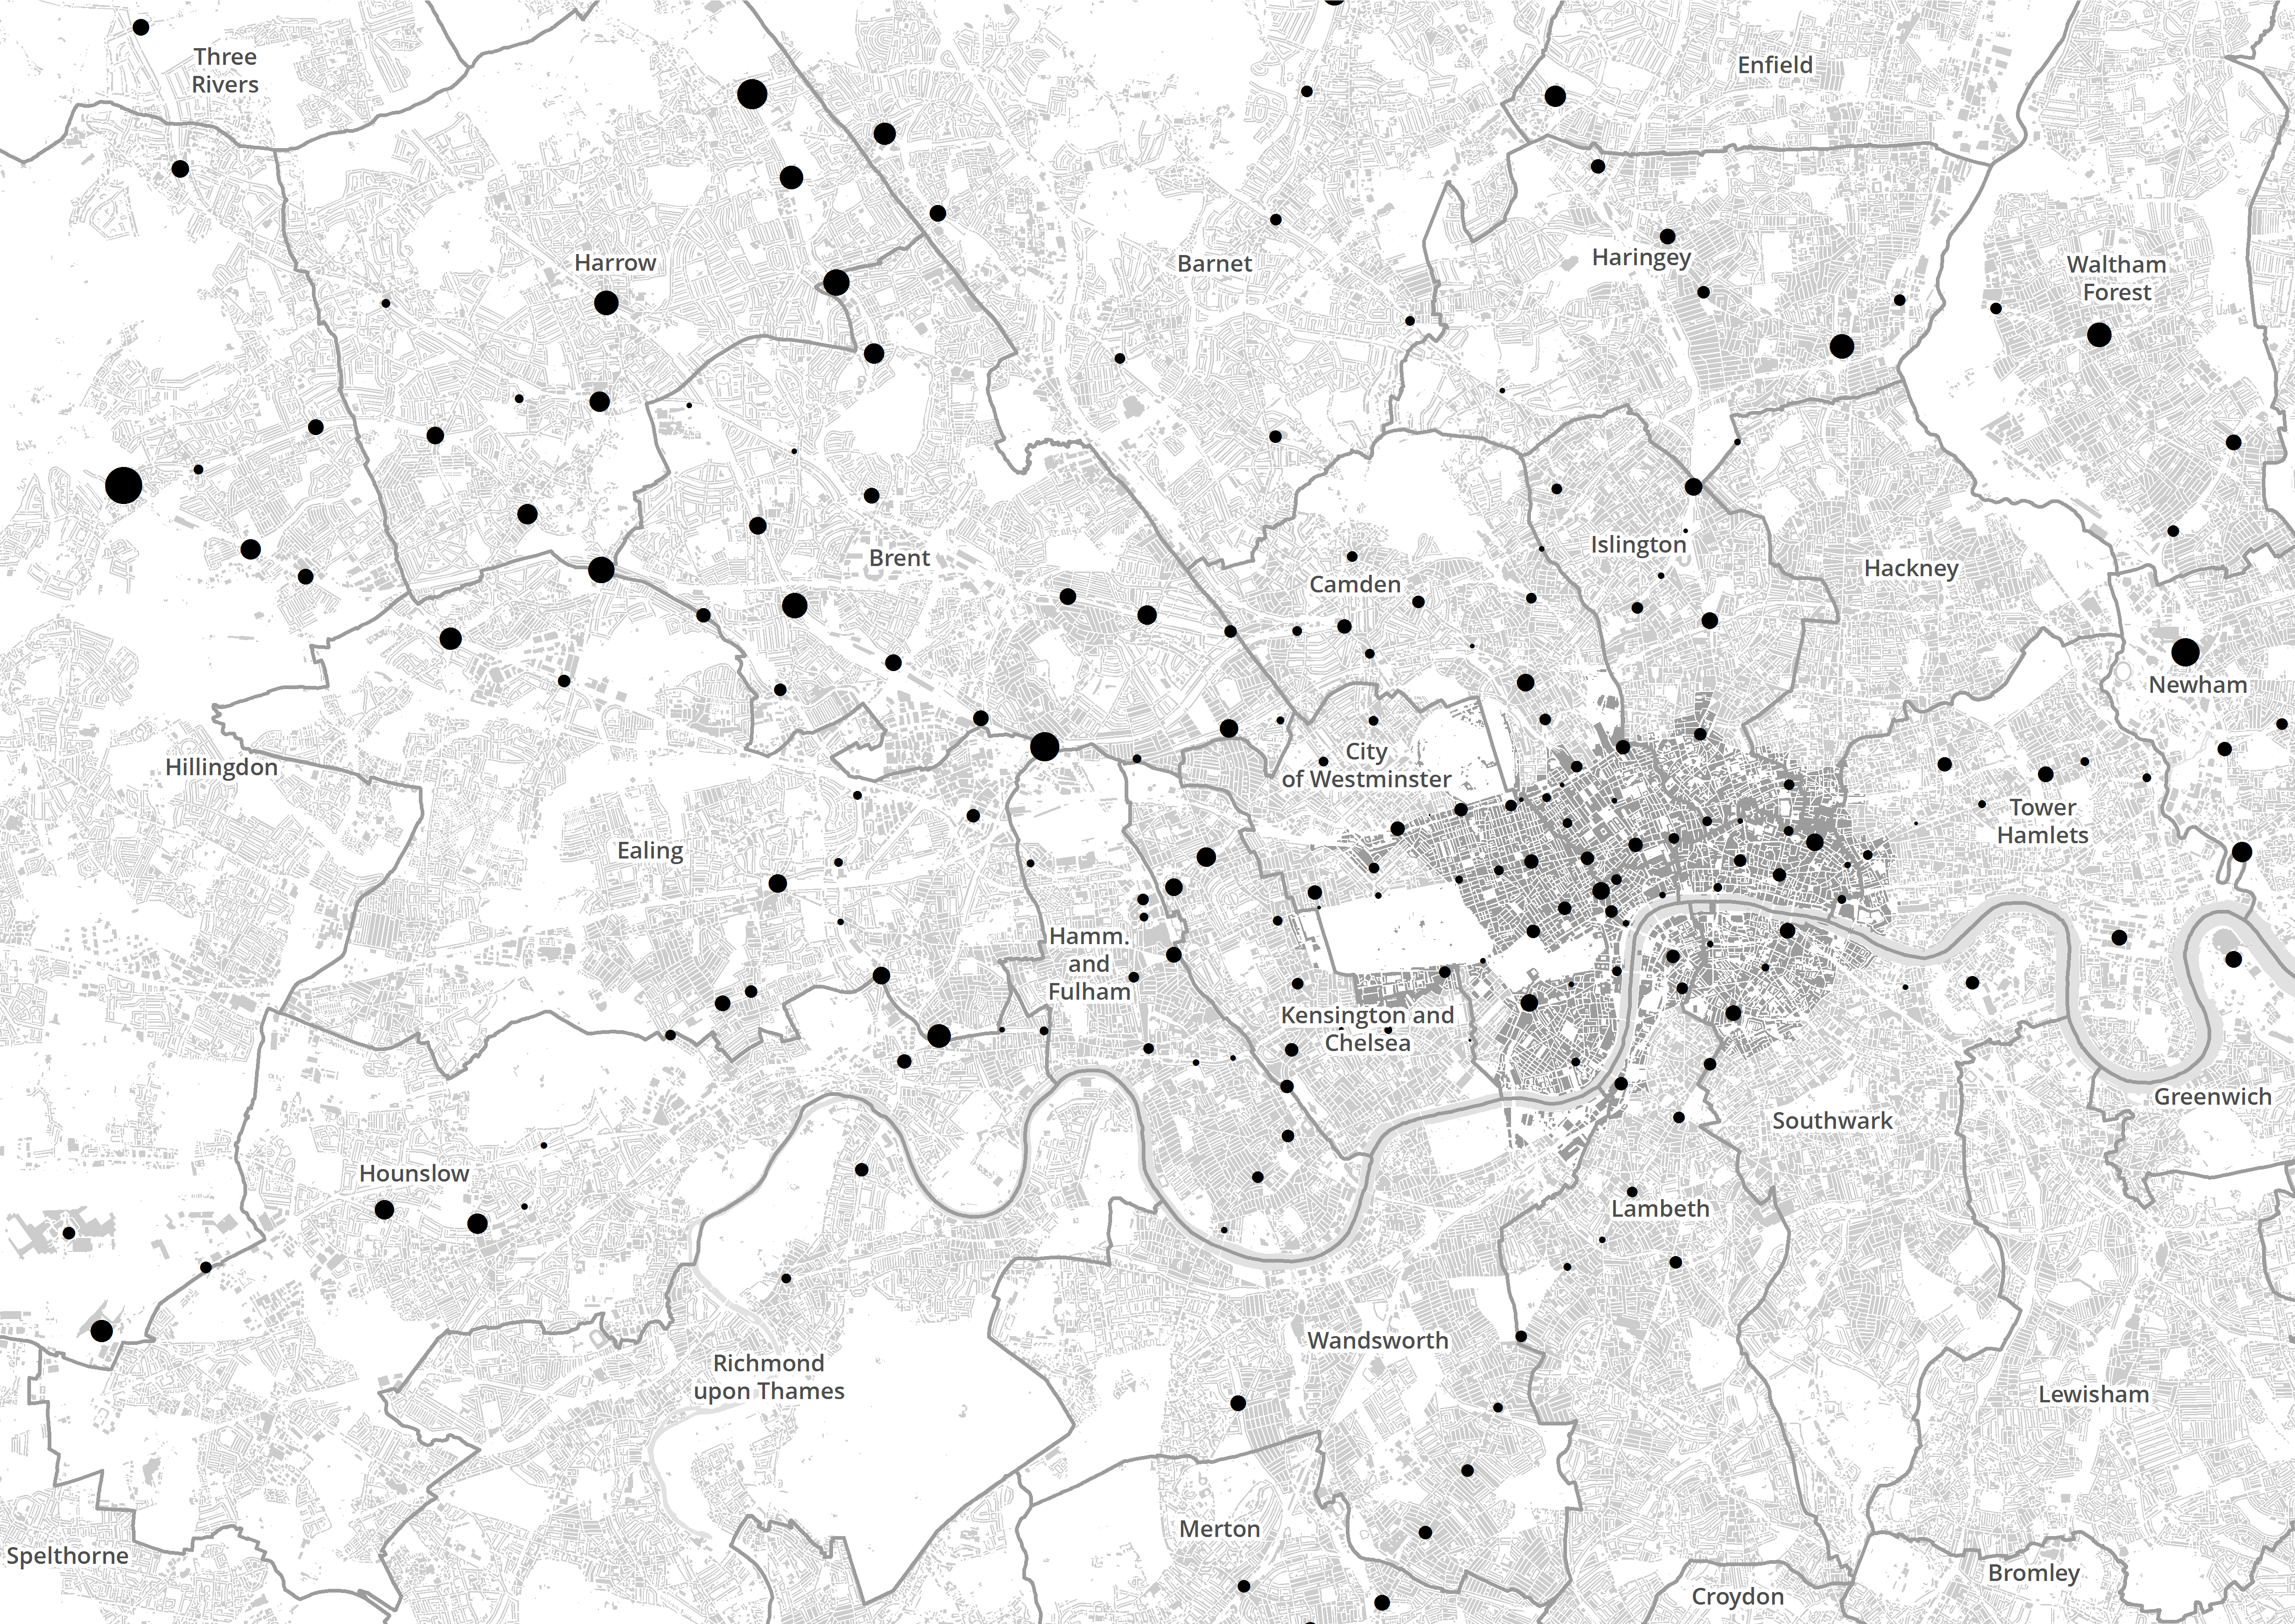 Three
Rivers
Enfield
Harrow
Barnet
Haringey
Waltham
Forest
Brent
Camden
Islington
Hackney
Newham
Hillingdon
City
of Westminster
Tower
Hamlets
Ealing
Hamm.
and
Fulham
Kensington and
Chelsea
Greenwich
Southwark
Hounslow
Lambeth
Wandsworth
Richmond
upon Thames
Lewisham
Merton
Spelthorne
Bromley
Croydon